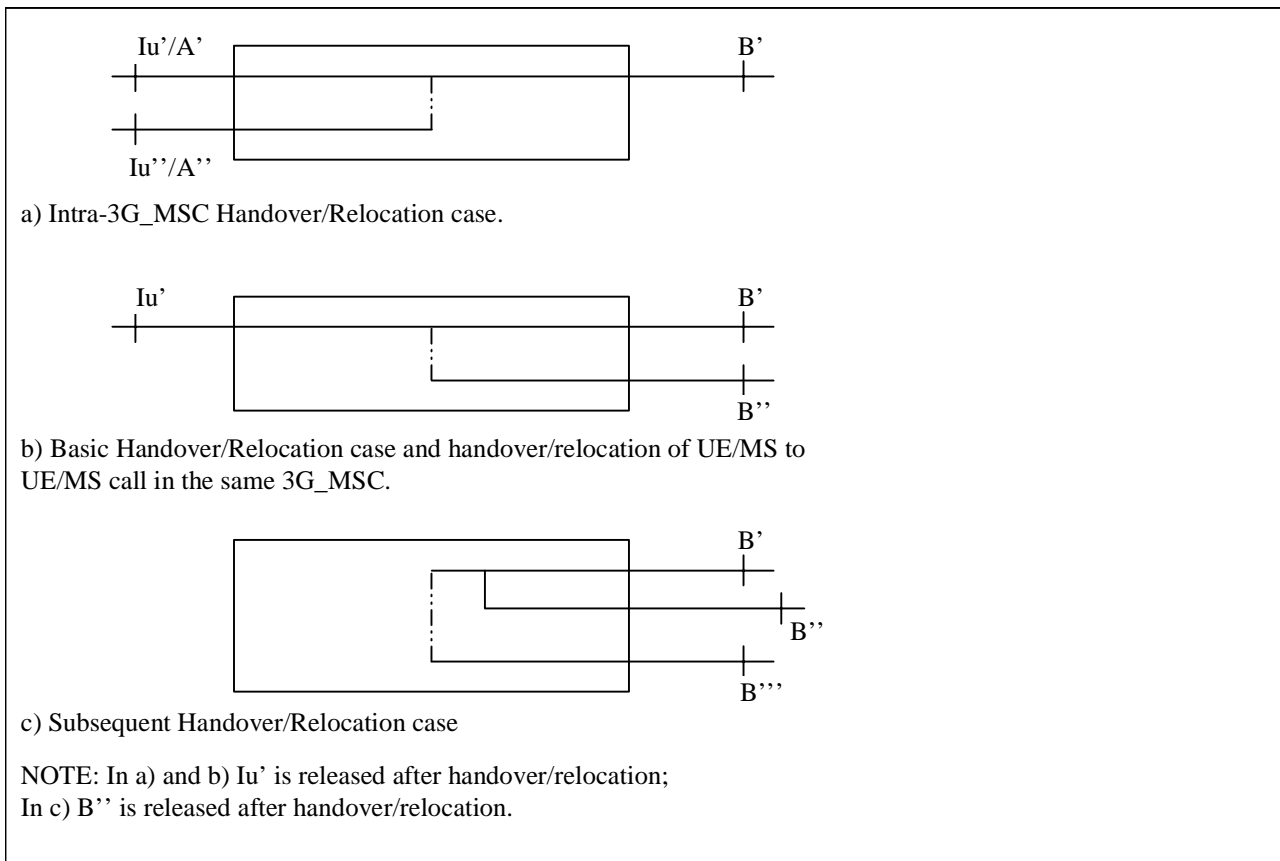 Iu’/A’ B’
Iu’’/A’’
a) Intra-3G_MSC Handover/Relocation case.
Iu’ B’
B’’
b) Basic Handover/Relocation case and handover/relocation of UE/MS to
UE/MS call in the same 3G_MSC.
B’
B’’
B’’’
c) Subsequent Handover/Relocation case
NOTE: In a) and b) Iu’ is released after handover/relocation;
In c) B’’ is released after handover/relocation.